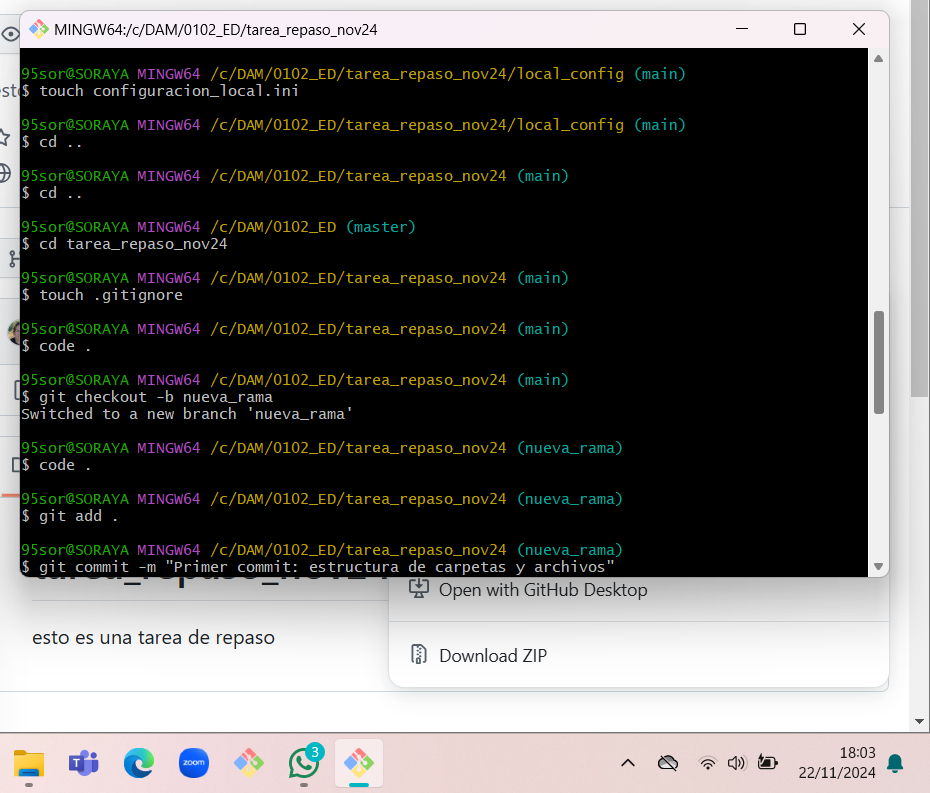 MINGW64:/c/DAM/0102_ED/tarea_repaso_nov24
95sor@SORAYA MINGW64 /c/DAM/0102_ED/tarea_repaso_nov24/local_config (main)
$ touch configuracion_local.ini
95sor@SORAYA MINGW64 /c/DAM/0102_ED/tarea_repaso_nov24/local_config (main)
$ cd ..
95sor@SORAYA MINGW64 /c/DAM/0102_ED/tarea_repaso_nov24 (main)
$ cd ..
95sor@SORAYA MINGW64 /c/DAM/0102_ED (master)
$ cd tarea_repaso_nov24
95sor@SORAYA MINGW64 /c/DAM/0102_ED/tarea_repaso_nov24 (main)
$ touch .gitignore
95sor@SORAYA MINGW64 /c/DAM/0102_ED/tarea_repaso_nov24 (main)
$ code .
95sor@SORAYA MINGW64 /c/DAM/0102_ED/tarea_repaso_nov24 (main)
$ git checkout -b nueva_rama
Switched to a new branch 'nueva_rama'
95sor@SORAYA MINGW64 /c/DAM/0102_ED/tarea_repaso_nov24 (nueva_rama)
$ code .
95sor@SORAYA MINGW64 /c/DAM/0102_ED/tarea_repaso_nov24 (nueva_rama)
$ git add .
95sor@SORAYA MINGW64 /c/DAM/0102_ED/tarea_repaso_nov24 (nueva_rama)
$ git commit -m "Primer commit: estructura de carpetas y archivos"
Open with GitHub Desktop
esto es una tarea de repaso
Download ZIP
zoom
3
18:03
22/11/2024